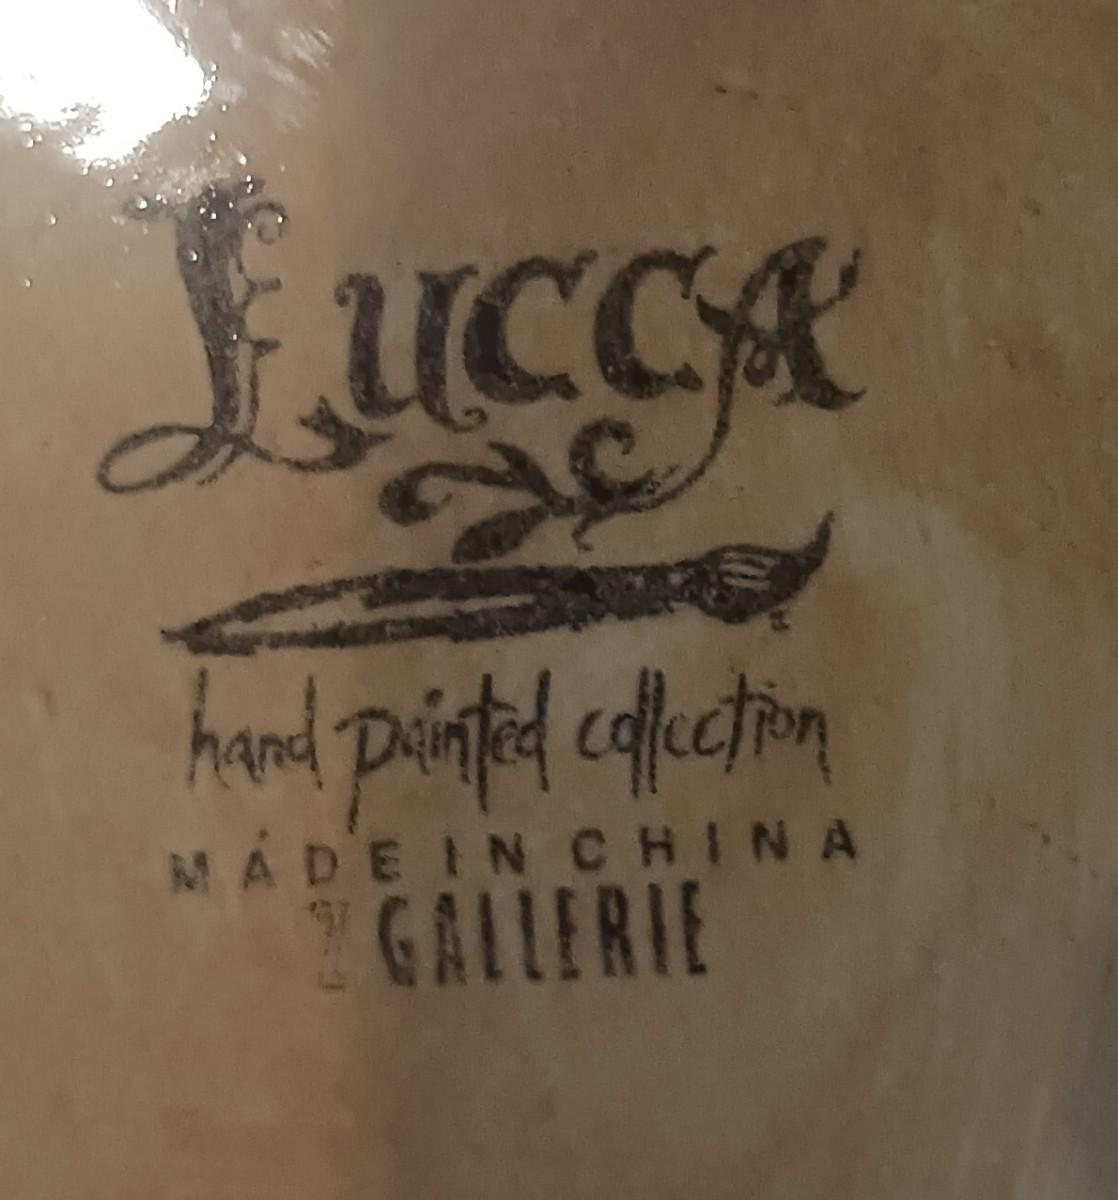 LUCCA
hand painted collection
MADE IN CHINA
Z GALLERIE